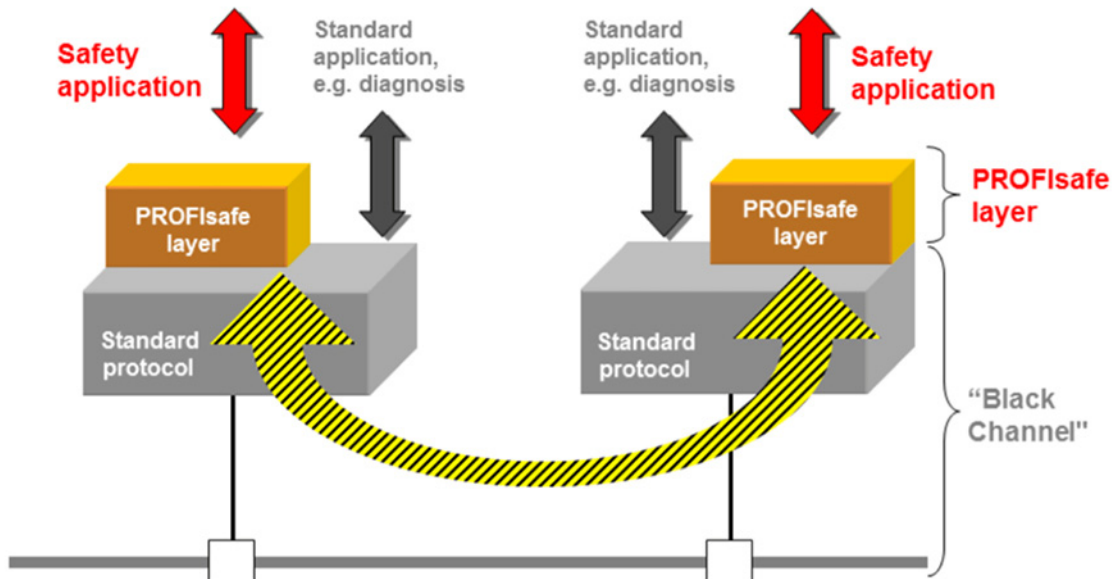 Safety
application
Standard
application,
e.g. diagnosis
Standard
application,
e.g. diagnosis
Safety
application
PROFIsafe
layer
PROFIsafe
layer
PROFIsafe
layer
Standard
protocol
Standard
protocol
“Black
Channel"